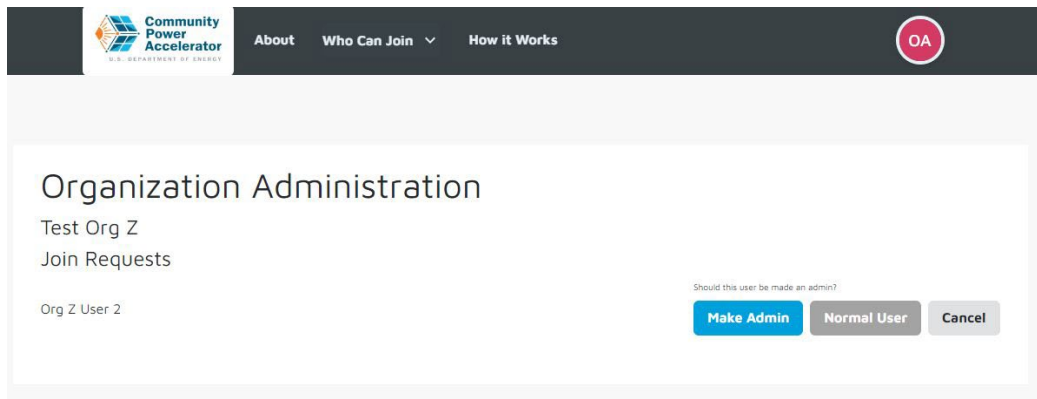 Community
Power
Accelerator
U.S. DEPARTMENT OF ENERGY
About Who Can Join How it Works
OA
Organization Administration
Test Org Z
Join Requests
Should this user be made an admin?
Org Z User 2
Make Admin Normal User Cancel